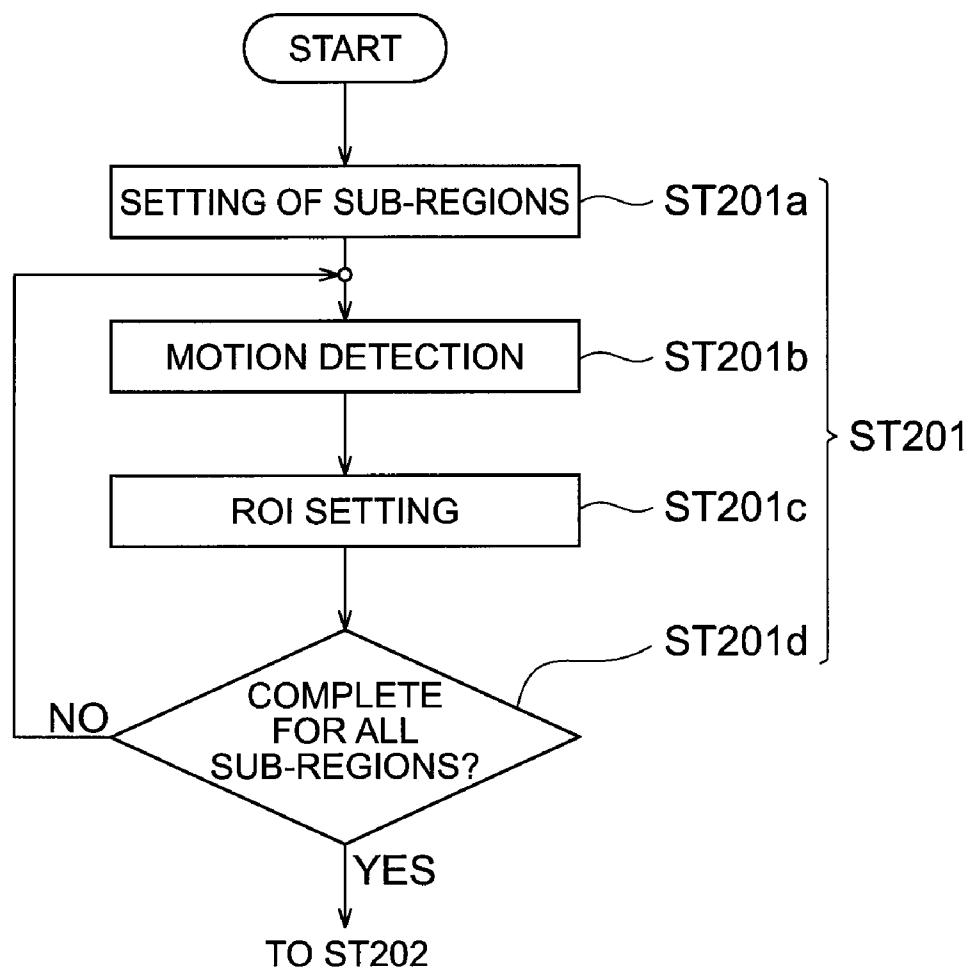 START
SETTING OF SUB-REGIONS
ST201a
MOTION DETECTION
ST201b
ST201
ROI SETTING
ST201c
ST201d
COMPLETE
FOR ALL
SUB-REGIONS?
NO
YES
TO ST202